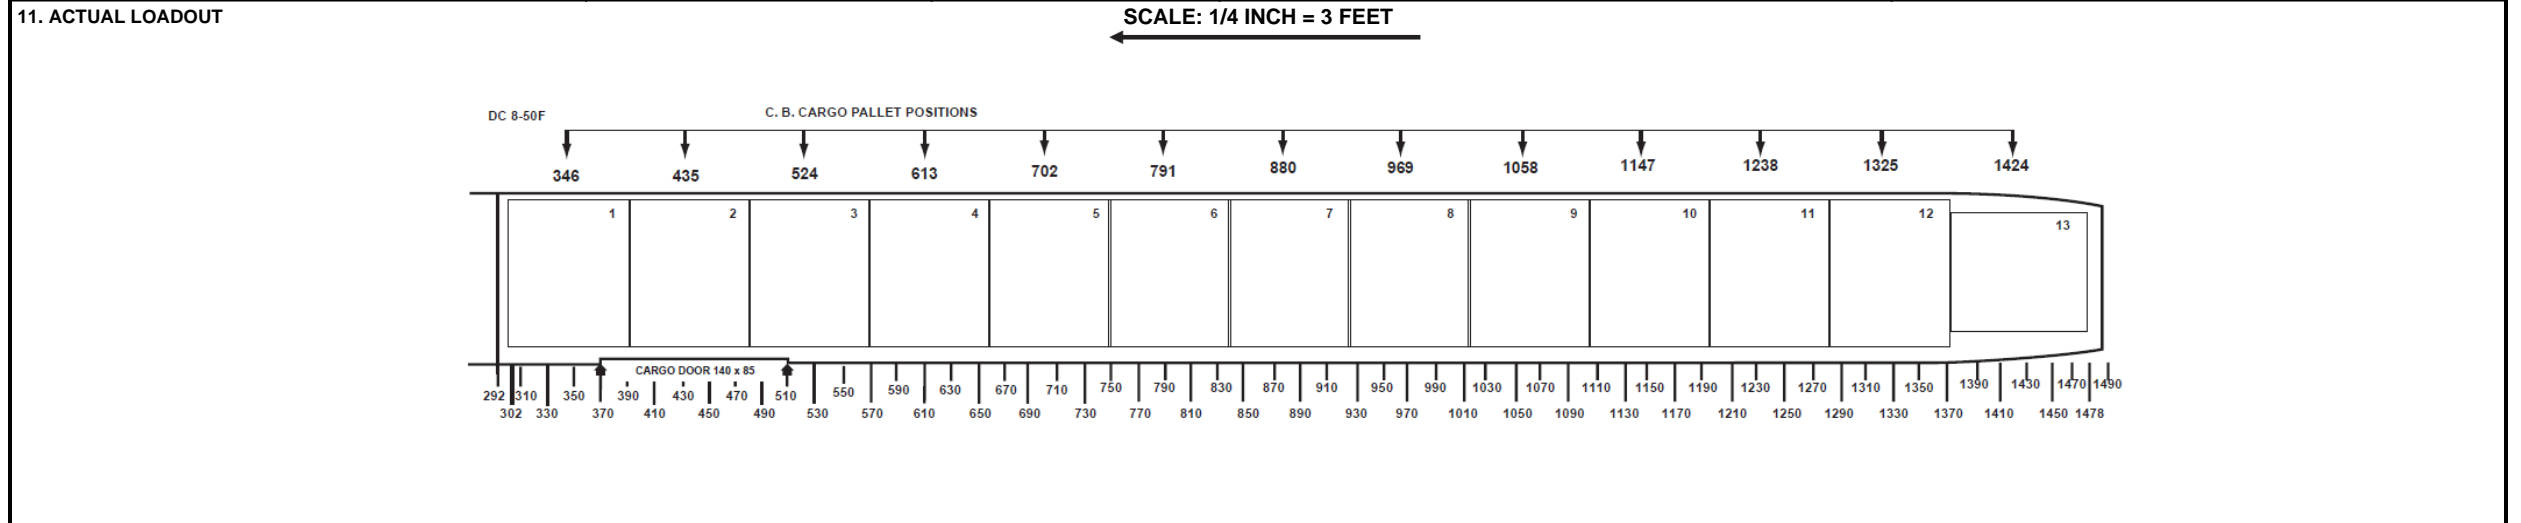 11. ACTUAL LOADOUT
SCALE: 1/4 INCH = 3 FEET
DC 8-50F
C. B. CARGO PALLET POSITIONS
346 435 524 613 702 791 880 969 1058 1147 1238 1325 1424
1 2 3 4 5 6 7 8 9 10 11 12 13
CARGO DOOR 140 x 85
292 310 350 390 430 470 510 550 590 630 670 710 750 790 830 870 910 950 990 1030 1070 1110 1150 1190 1230 1270 1310 1350 1390 1430 1470 1490
302 330 370 410 450 490 530 570 610 650 690 730 770 810 850 890 930 970 1010 1050 1090 1130 1170 1210 1250 1290 1330 1370 1410 1450 1478